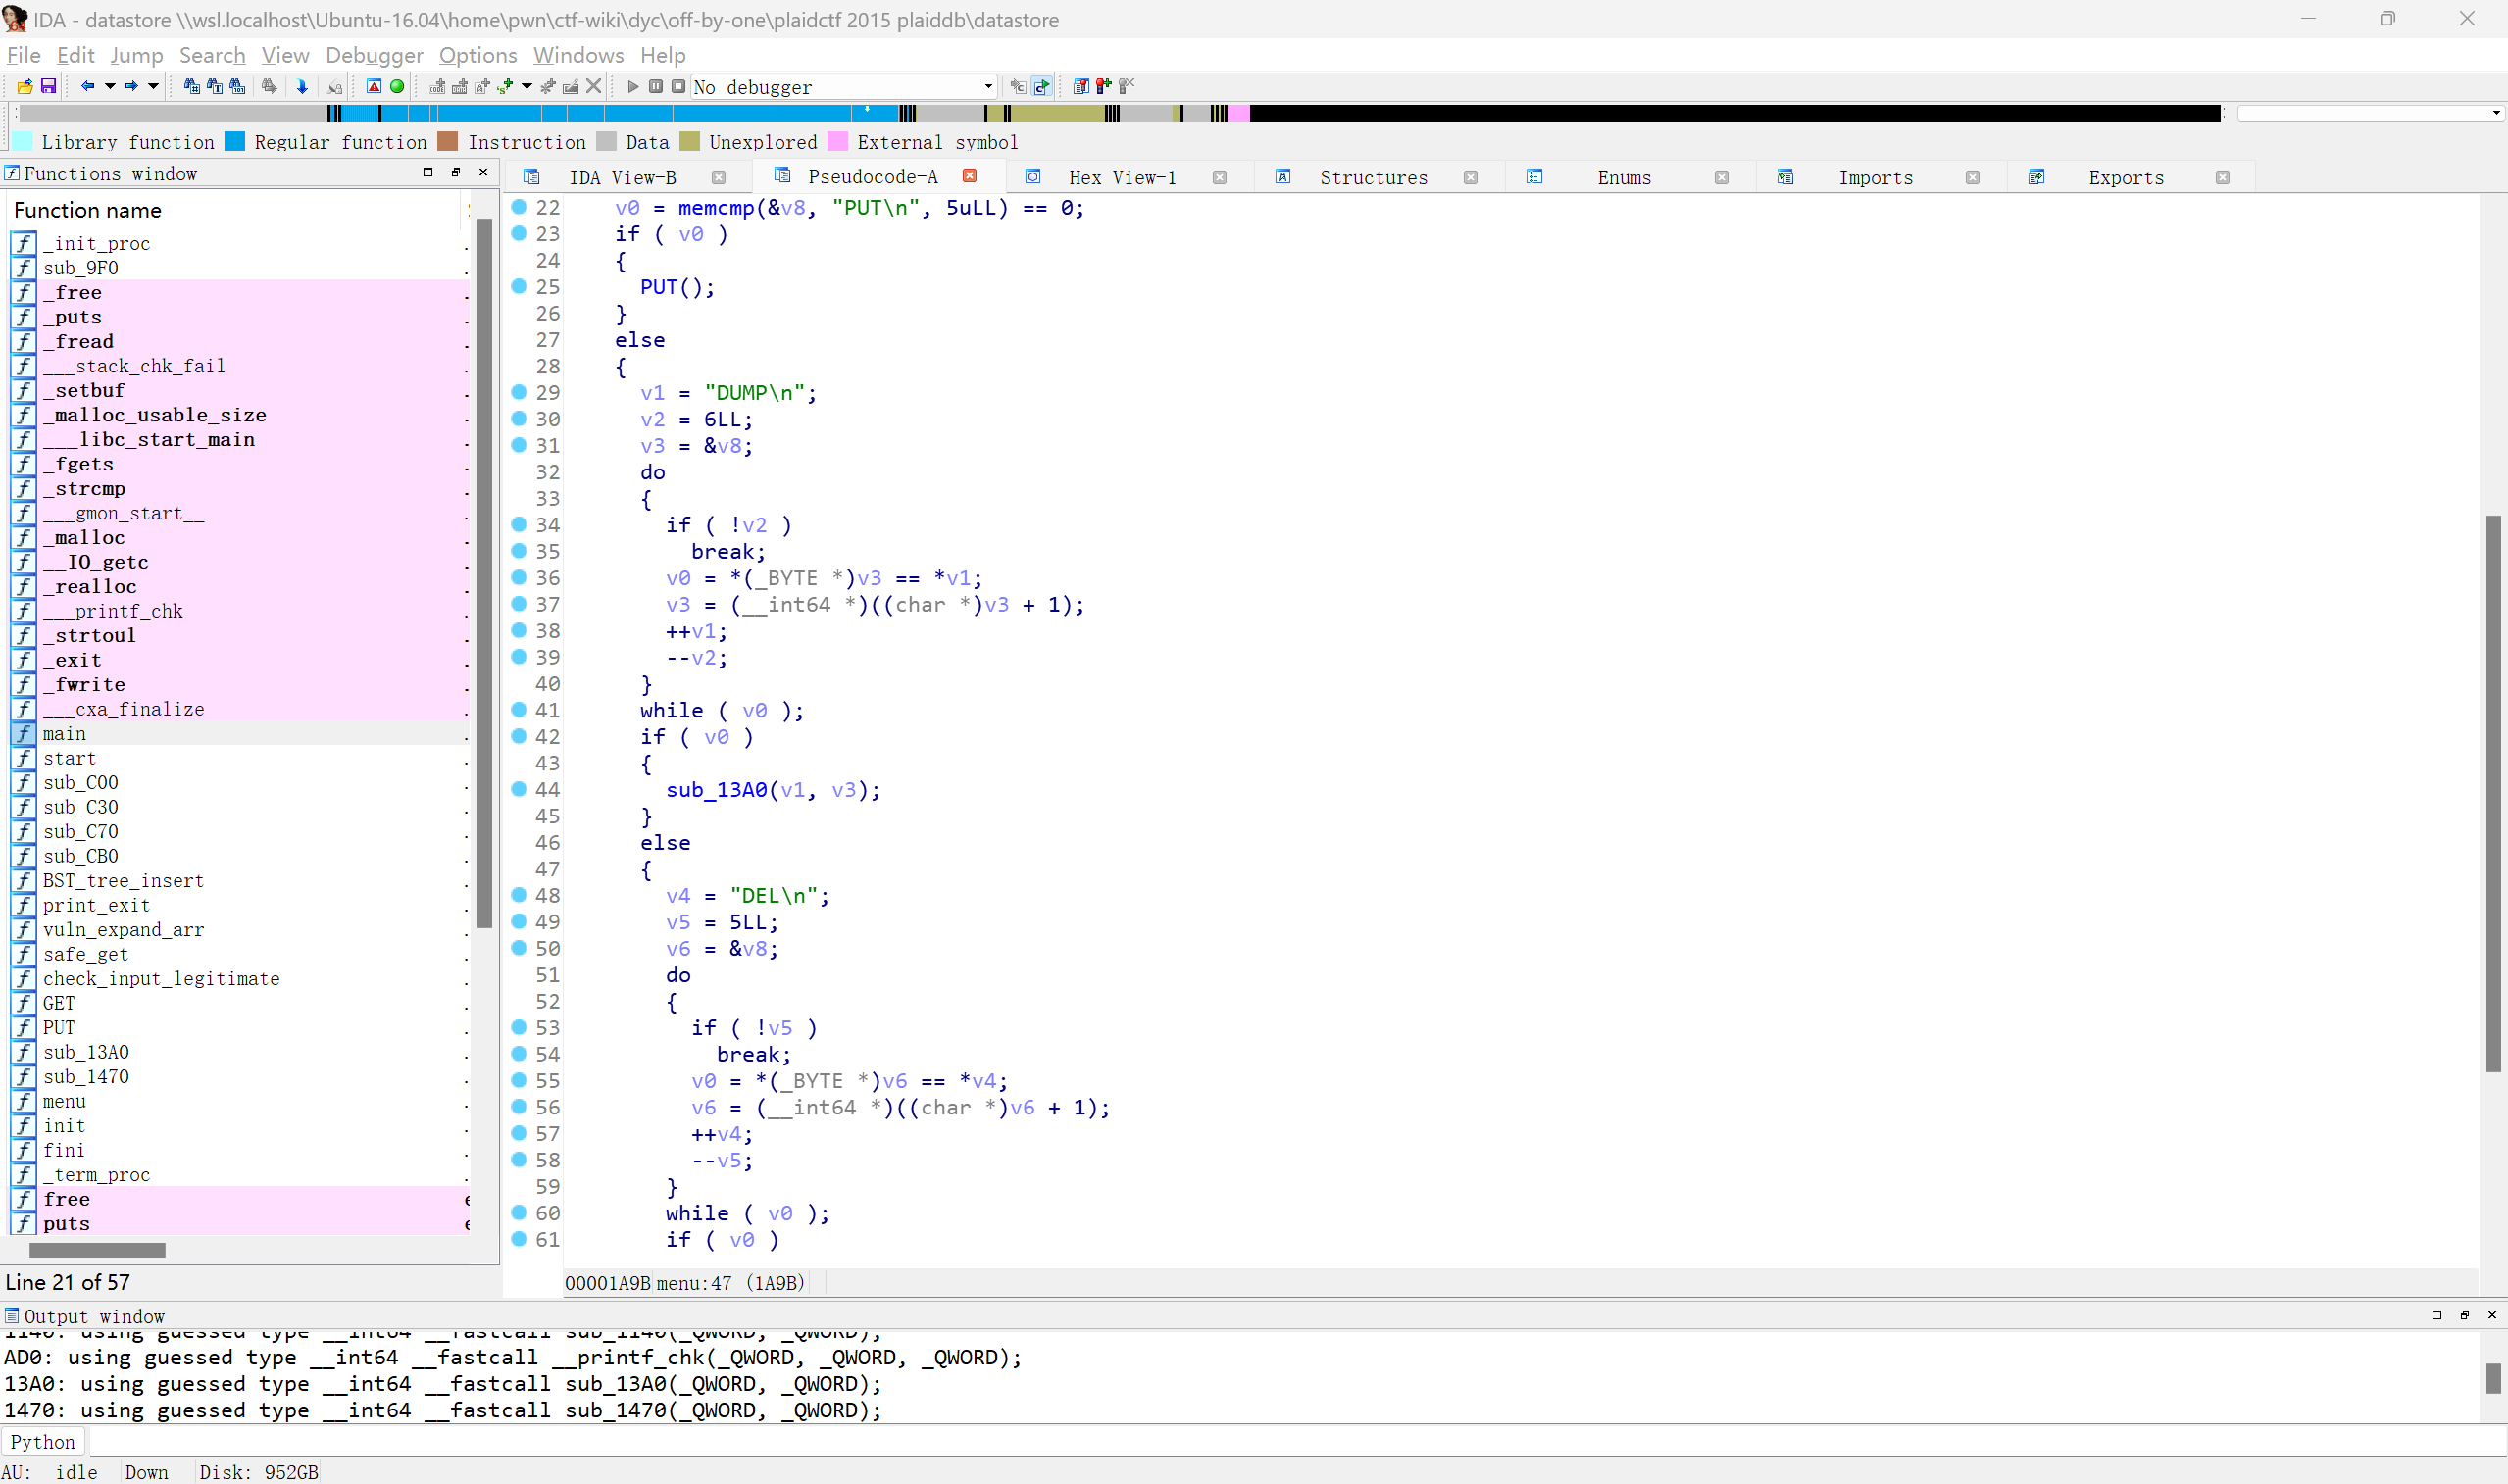 IDA - datastore \\wsl.localhost\Ubuntu-16.04\home\pwn\ctf-wiki\dyc\off-by-one\plaidctf 2015 plaiddb\datastore
File Edit Jump Search View Debugger Options Windows Help
No debugger
Library function Regular function Instruction Data Unexplored External symbol
Functions window
IDA View-B Pseudocode-A Hex View-1 Structures Enums Imports Exports
Function name
_init_proc
sub_9F0
_free
_puts
_fread
___stack_chk_fail
_setbuf
_malloc_usable_size
___libc_start_main
_fgets
_strcmp
___gmon_start__
_malloc
__IO_getc
_realloc
___printf_chk
_strtoul
_exit
_fwrite
___cxa_finalize
main
start
sub_C00
sub_C30
sub_C70
sub_CB0
BST_tree_insert
print_exit
vuln_expand_arr
safe_get
check_input_legitimate
GET
PUT
sub_13A0
sub_1470
menu
init
fini
_term_proc
free
puts
Line 21 of 57
22 v0 = memcmp(&v8, "PUT\n", 5uLL) == 0;
23 if ( v0 )
24 {
25 PUT();
26 }
27 else
28 {
29 v1 = "DUMP\n";
30 v2 = 6LL;
31 v3 = &v8;
32 do
33 {
34 if ( !v2 )
35 break;
36 v0 = *(_BYTE *)v3 == *v1;
37 v3 = (__int64 *)((char *)v3 + 1);
38 ++v1;
39 --v2;
40 }
41 while ( v0 );
42 if ( v0 )
43 {
44 sub_13A0(v1, v3);
45 }
46 else
47 {
48 v4 = "DEL\n";
49 v5 = 5LL;
50 v6 = &v8;
51 do
52 {
53 if ( !v5 )
54 break;
55 v0 = *(_BYTE *)v6 == *v4;
56 v6 = (__int64 *)((char *)v6 + 1);
57 ++v4;
58 --v5;
59 }
60 while ( v0 );
61 if ( v0 )
00001A9B menu:47 (1A9B)
Output window
1140: using guessed type __int64 __fastcall sub_1140(_QWORD, _QWORD);
AD0: using guessed type __int64 __fastcall __printf_chk(_QWORD, _QWORD, _QWORD);
13A0: using guessed type __int64 __fastcall sub_13A0(_QWORD, _QWORD);
1470: using guessed type __int64 __fastcall sub_1470(_QWORD, _QWORD);
Python
AU: idle Down Disk: 952GB